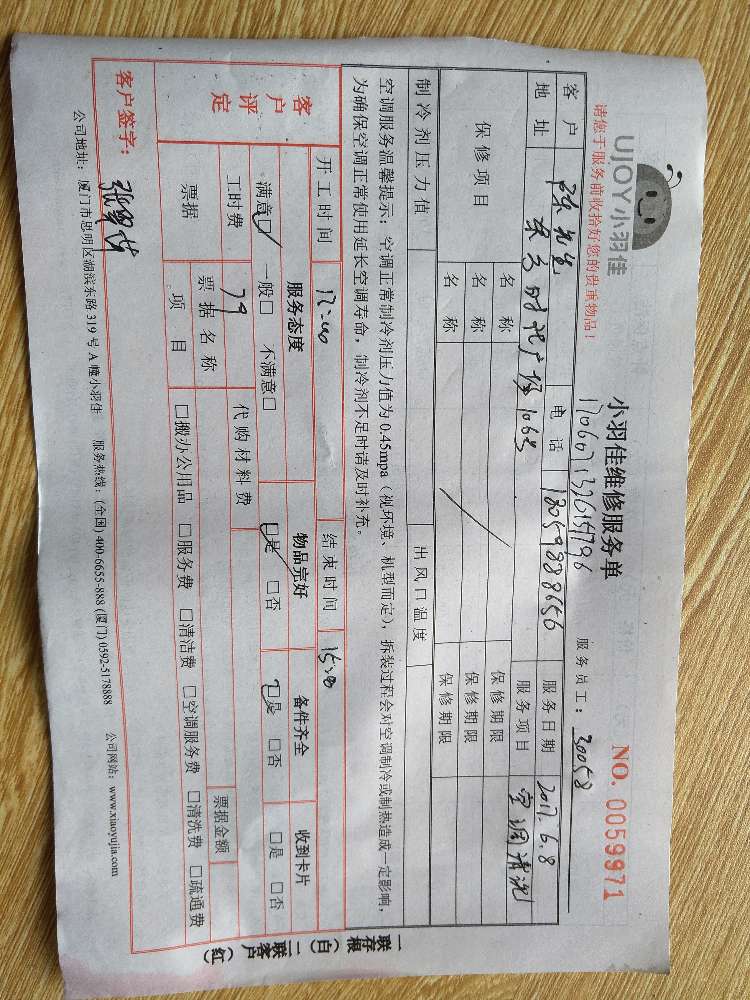 UJOY小羽佳
小羽佳维修服务单
NO. 0059971
请您于服务前收拾好您的贵重物品！
服务员工：30058
客户 陈先生 电话 18059888656 服务日期 2017.6.8
地址 东方时代广场 服务项目 空调清洗
保修项目 名称 保修期限
名称 保修期限
名称 保修期限
制冷剂压力值 出风口温度
空调服务温馨提示：空调正常制冷剂压力值为 0.45mpa（视环境、机型而定），拆装过程会对空调制冷或制热造成一定影响，
为确保空调正常使用延长空调寿命，制冷剂不足时请及时补充。
开工时间 结束时间 15:00
客户评定 服务态度 物品完好 备件齐全 收到卡片
满意□ 一般□ 不满意□ □是 □否 □是 □否 □是 □否
工时费 79 代购材料费
票据 票据名称 票据金额
项目 □搬办公用品 □服务费 □清洁费 □空调服务费 □清洗费 □疏通费
客户签字：
公司地址：厦门市思明区湖滨东路 319 号 A 幢小羽佳 服务热线：(全国) 400-6655-888 (厦门) 0592-5178888 公司网站：www.xiaoyujia.com
一联存根（白） 二联客户（红）